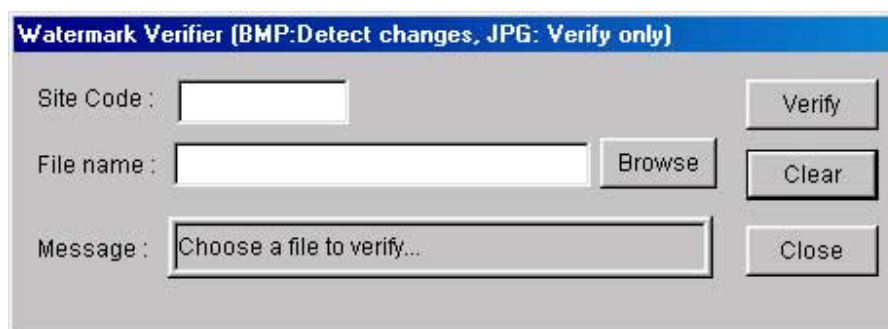 Watermark Verifier (BMP:Detect changes, JPG: Verify only)
Site Code :
Verify
File name :
Browse
Clear
Message :
Choose a file to verify...
Close